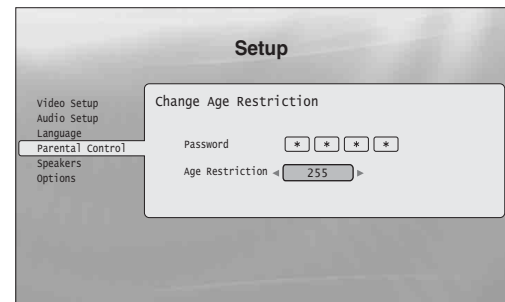 Setup
Video Setup
Audio Setup
Language
Parental Control
Speakers
Options
Change Age Restriction
Password * * * *
Age Restriction 255